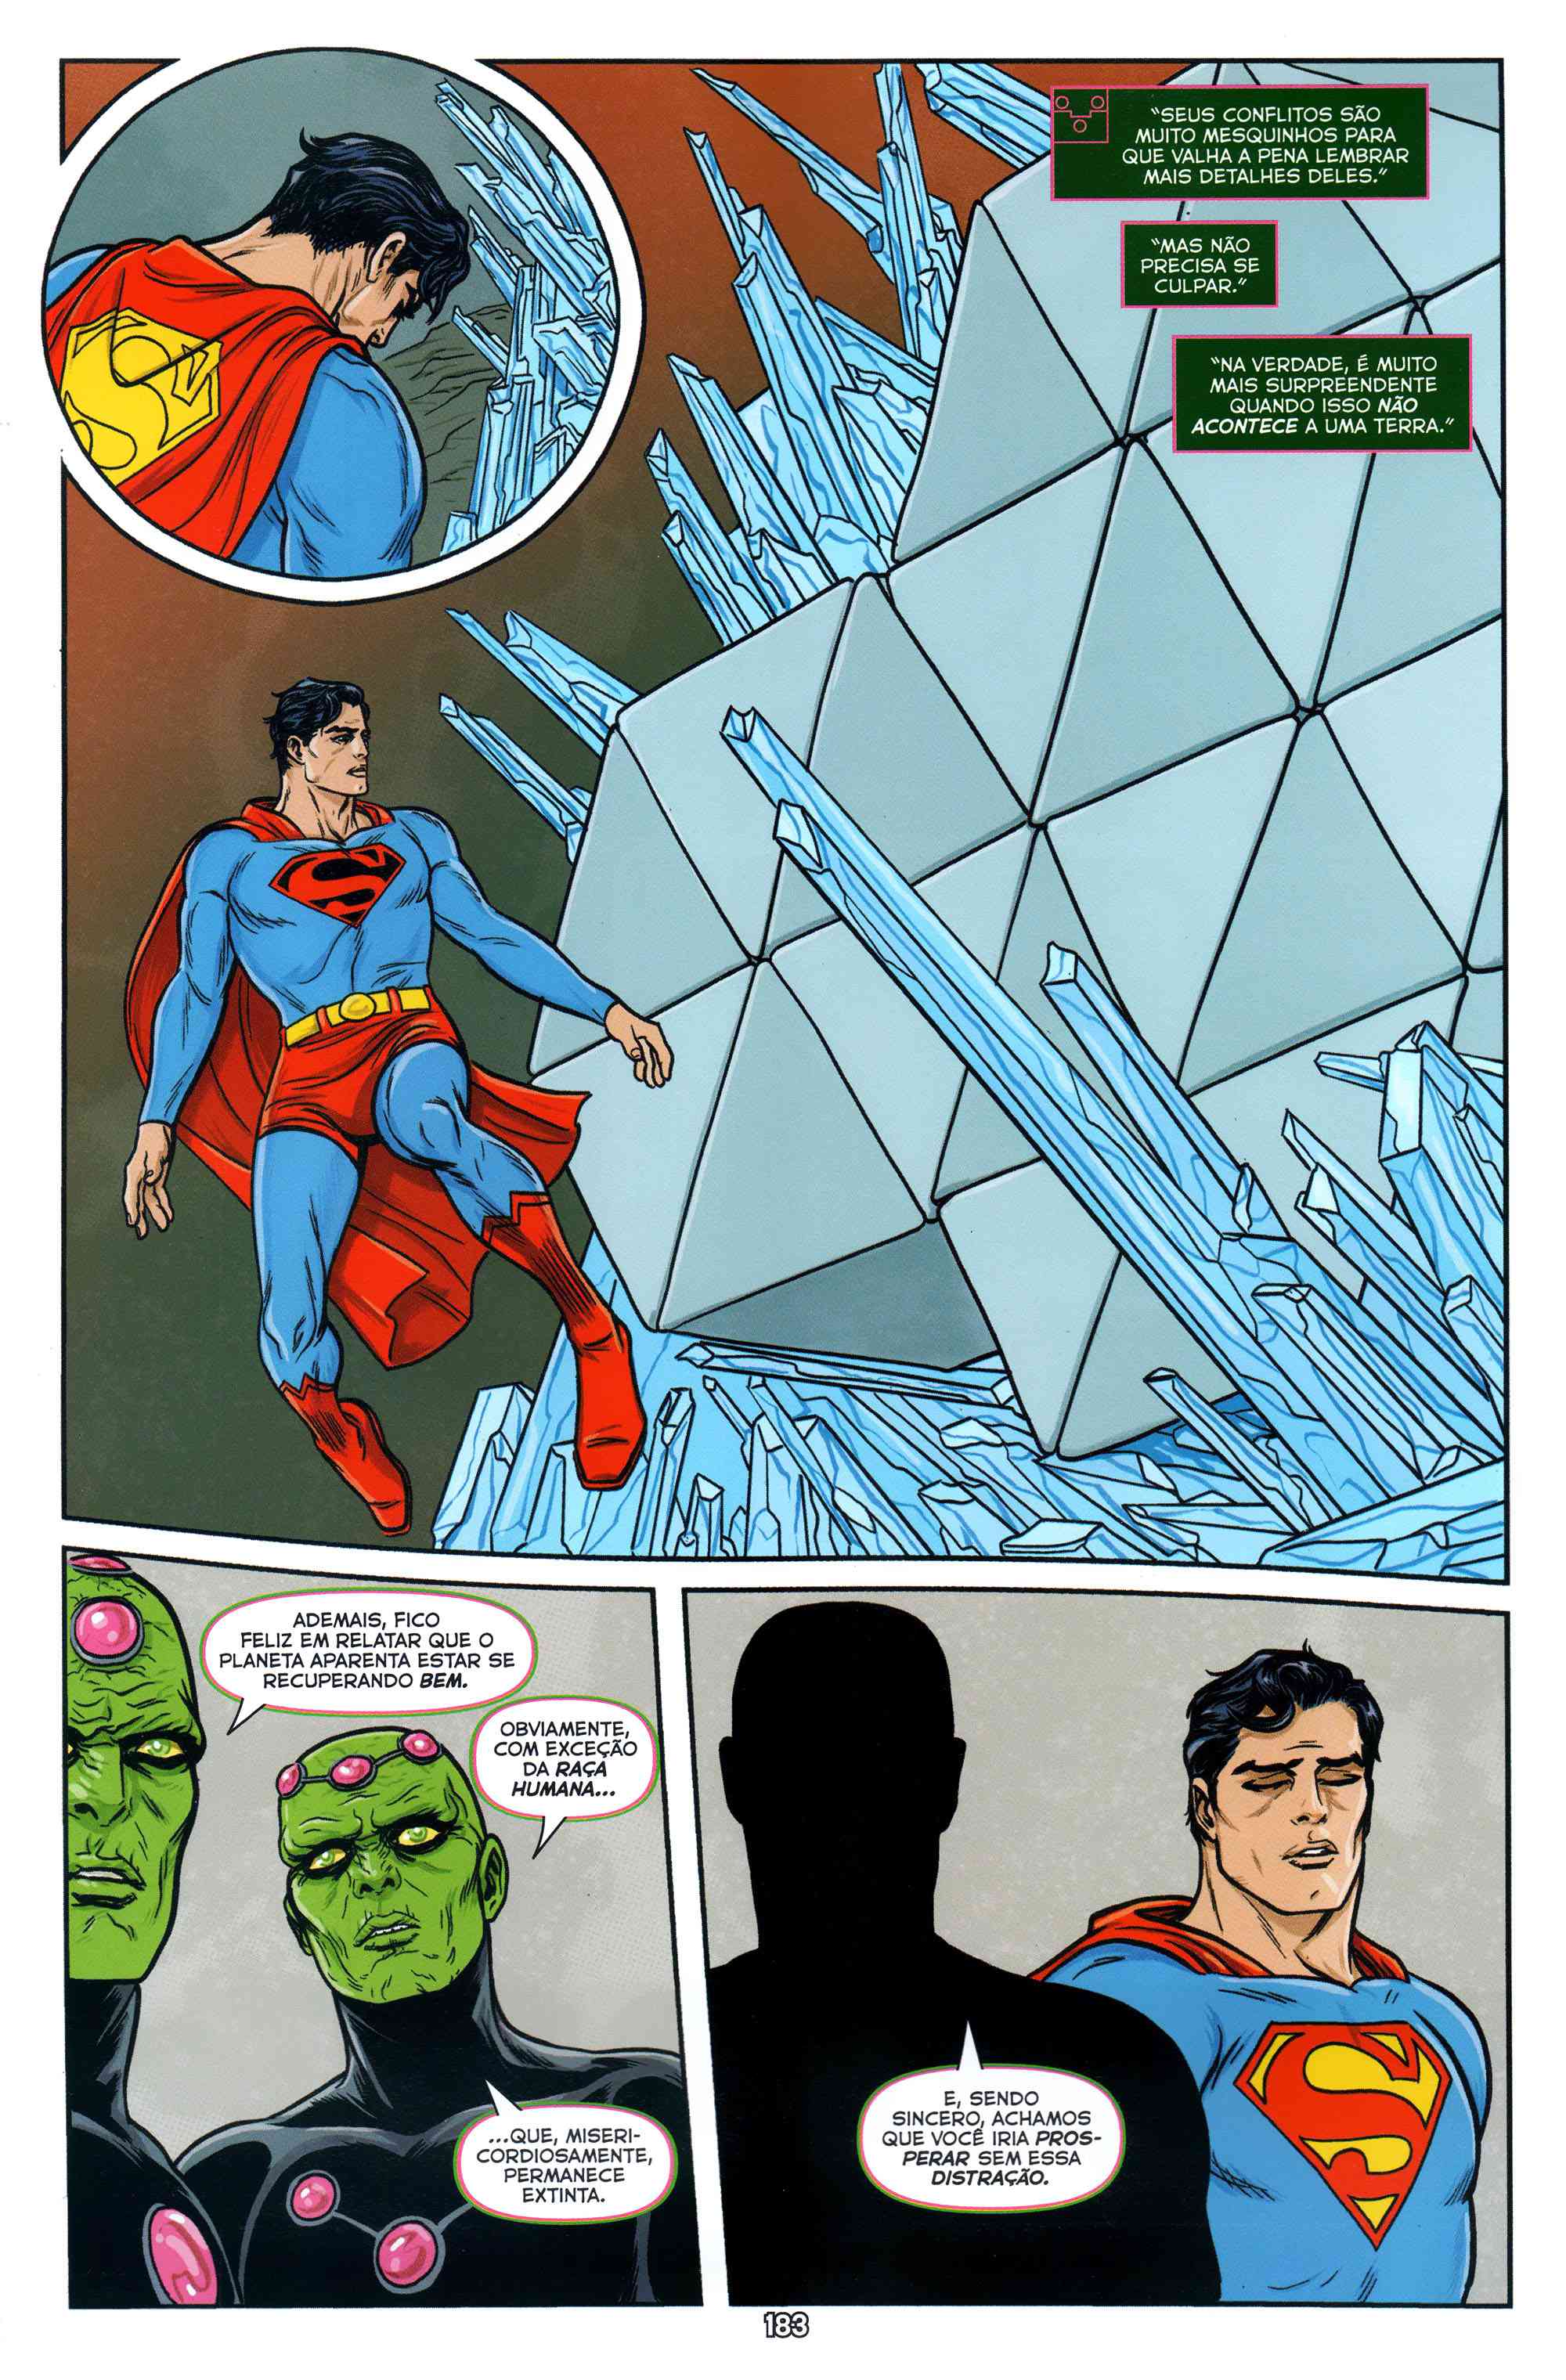 “SEUS CONFLITOS SÃO
MUITO MESQUINHOS PARA
QUE VALHA A PENA LEMBRAR
MAIS DETALHES DELES.”
“MAS NÃO
PRECISA SE
CULPAR.”
“NA VERDADE, É MUITO
MAIS SURPREENDENTE
QUANDO ISSO NÃO
ACONTECE A UMA TERRA.”
ADEMAIS, FICO
FELIZ EM RELATAR QUE O
PLANETA APARENTA ESTAR SE
RECUPERANDO BEM.
OBVIAMENTE,
COM EXCEÇÃO
DA RAÇA
HUMANA...
...QUE, MISERI-
CORDIOSAMENTE,
PERMANECE
EXTINTA.
E, SENDO
SINCERO, ACHAMOS
QUE VOCÊ IRIA PROS-
PERAR SEM ESSA
DISTRAÇÃO.
183